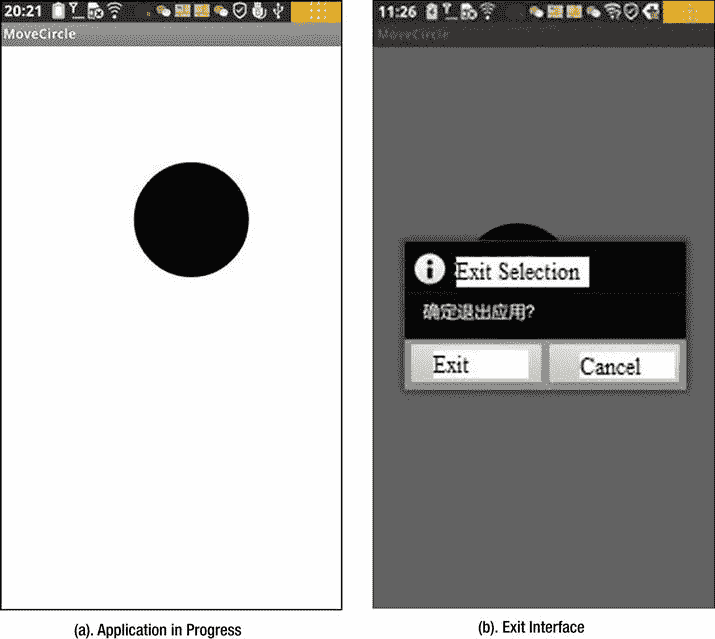 20:21
MoveCircle
(a). Application in Progress
11:26
MoveCircle
Exit Selection
确定退出应用?
Exit
Cancel
(b). Exit Interface